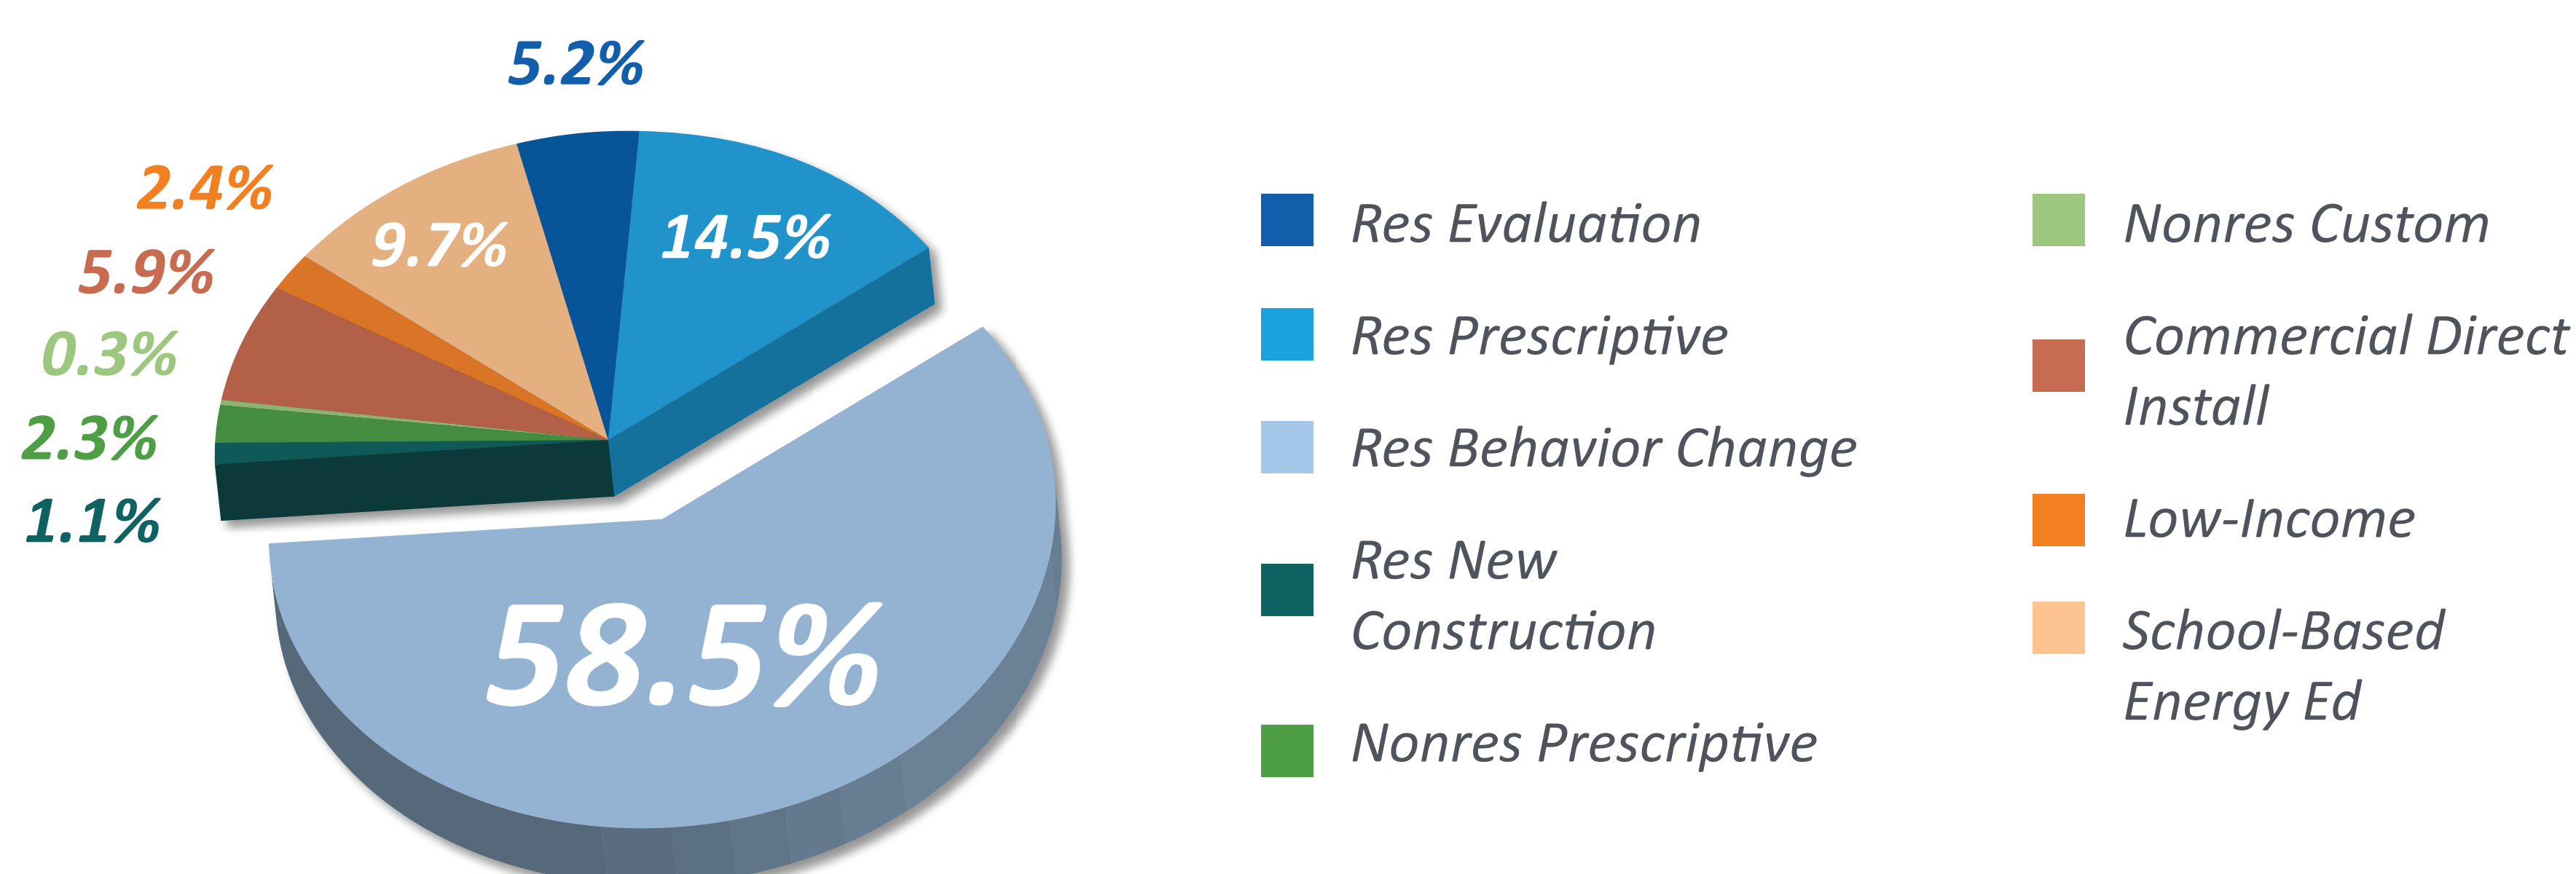 5.2%
2.4%
9.7%
14.5%
5.9%
0.3%
2.3%
1.1%
58.5%
Res Evaluation
Res Prescriptive
Res Behavior Change
Res New
Construction
Nonres Prescriptive
Nonres Custom
Commercial Direct
Install
Low-Income
School-Based
Energy Ed